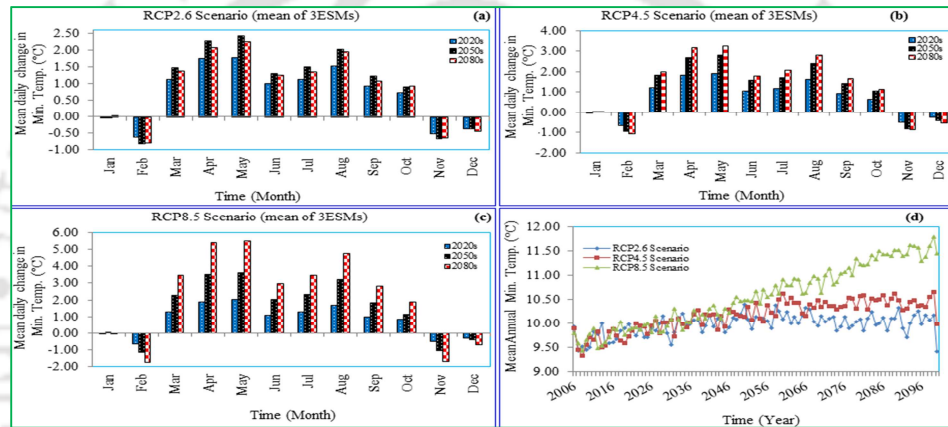 RCP2.6 Scenario (mean of 3ESMs)
(a)
Mean daily change in
Min. Temp. (°C)
2.50
2.00
1.50
1.00
0.50
0.00
-0.50
-1.00
2020s
2050s
2080s
Jan
Feb
Mar
Apr
May
Jun
Jul
Aug
Sep
Oct
Nov
Dec
Time (Month)
RCP4.5 Scenario (mean of 3ESMs)
(b)
Mean daily change in
Min. Temp. (°C)
4.00
2.00
0.00
-2.00
2020s
2050s
2080s
Jan
Feb
Mar
Apr
May
Jun
Jul
Aug
Sep
Oct
Nov
Dec
Time (Month)
RCP8.5 Scenario (mean of 3ESMs)
(c)
Mean daily change in
Min. Temp. (°C)
6.00
5.00
4.00
3.00
2.00
1.00
0.00
-1.00
-2.00
2020s
2050s
2080s
Jan
Feb
Mar
Apr
May
Jun
Jul
Aug
Sep
Oct
Nov
Dec
Time (Month)
(d)
Mean Annual Min. Temp. (°C)
12.00
11.50
11.00
10.50
10.00
9.50
9.00
RCP2.6 Scenario
RCP4.5 Scenario
RCP8.5 Scenario
2006
2016
2026
2036
2046
2056
2066
2076
2086
2096
Time (Year)